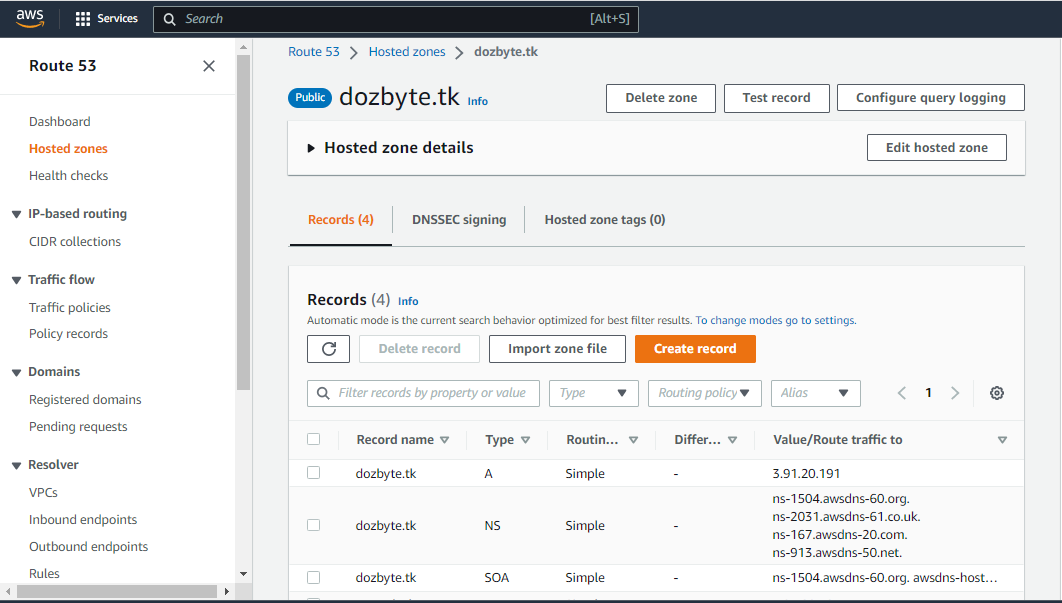 aws
Services
Search
[Alt+S]
Route 53
Dashboard
Hosted zones
Health checks
IP-based routing
CIDR collections
Traffic flow
Traffic policies
Policy records
Domains
Registered domains
Pending requests
Resolver
VPCs
Inbound endpoints
Outbound endpoints
Rules
Route 53 > Hosted zones > dozbyte.tk
Public dozbyte.tk Info
Delete zone
Test record
Configure query logging
Hosted zone details
Edit hosted zone
Records (4)
DNSSEC signing
Hosted zone tags (0)
Records (4) Info
Automatic mode is the current search behavior optimized for best filter results. To change modes go to settings.
Delete record
Import zone file
Create record
Filter records by property or value
Type
Routing policy
Alias
1
Record name Type Routin... Differ... Value/Route traffic to
dozbyte.tk A Simple - 3.91.20.191
dozbyte.tk NS Simple -
ns-1504.awsdns-60.org.
ns-2031.awsdns-61.co.uk.
ns-167.awsdns-20.com.
ns-913.awsdns-50.net.
dozbyte.tk SOA Simple - ns-1504.awsdns-60.org. awsdns-host...